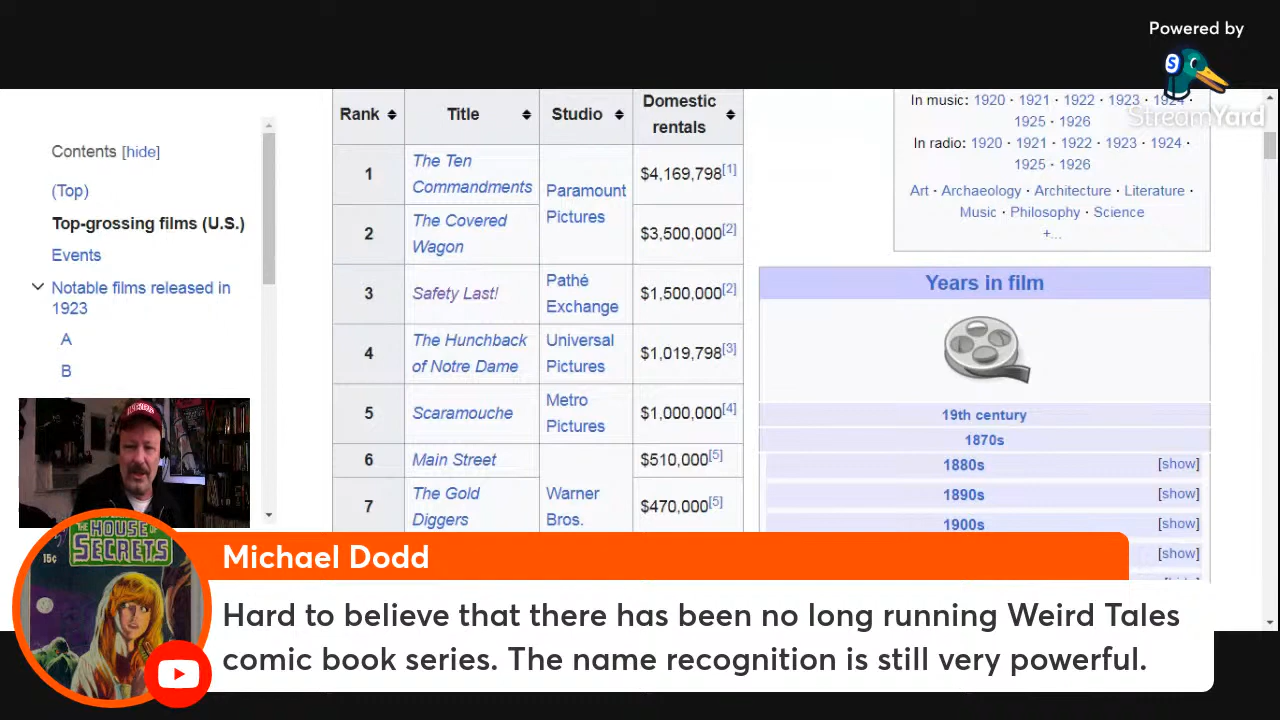 Powered by
StreamYard
Contents [hide]
(Top)
Top-grossing films (U.S.)
Events
Notable films released in
1923
A
B
Rank Title Studio Domestic
rentals
1 The Ten
Commandments Paramount
Pictures $4,169,798[1]
2 The Covered
Wagon $3,500,000[2]
3 Safety Last! Pathé
Exchange $1,500,000[2]
4 The Hunchback
of Notre Dame Universal
Pictures $1,019,798[3]
5 Scaramouche Metro
Pictures $1,000,000[4]
6 Main Street $510,000[5]
7 The Gold
Diggers Warner
Bros. $470,000[5]
In music: 1920 · 1921 · 1922 · 1923 · 1924 ·
1925 · 1926
In radio: 1920 · 1921 · 1922 · 1923 · 1924 ·
1925 · 1926
Art · Archaeology · Architecture · Literature ·
Music · Philosophy · Science
+...
Years in film
19th century
1870s
1880s [show]
1890s [show]
1900s [show]
[show]
THE HOUSE OF
SECRETS
15¢
Michael Dodd
Hard to believe that there has been no long running Weird Tales
comic book series. The name recognition is still very powerful.